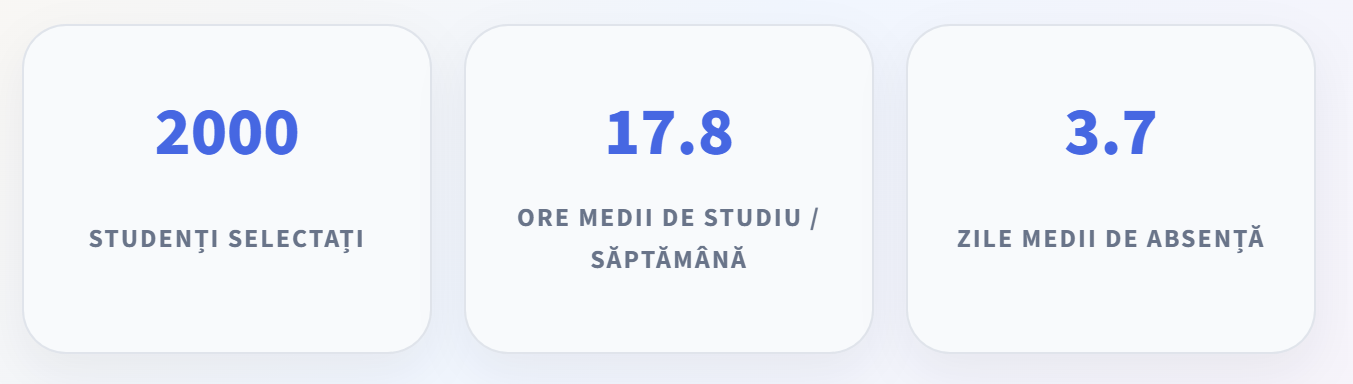 2000
STUDENȚI SELECTAȚI
17.8
ORE MEDII DE STUDIU /
SĂPTĂMÂNĂ
3.7
ZILE MEDII DE ABSENȚĂ